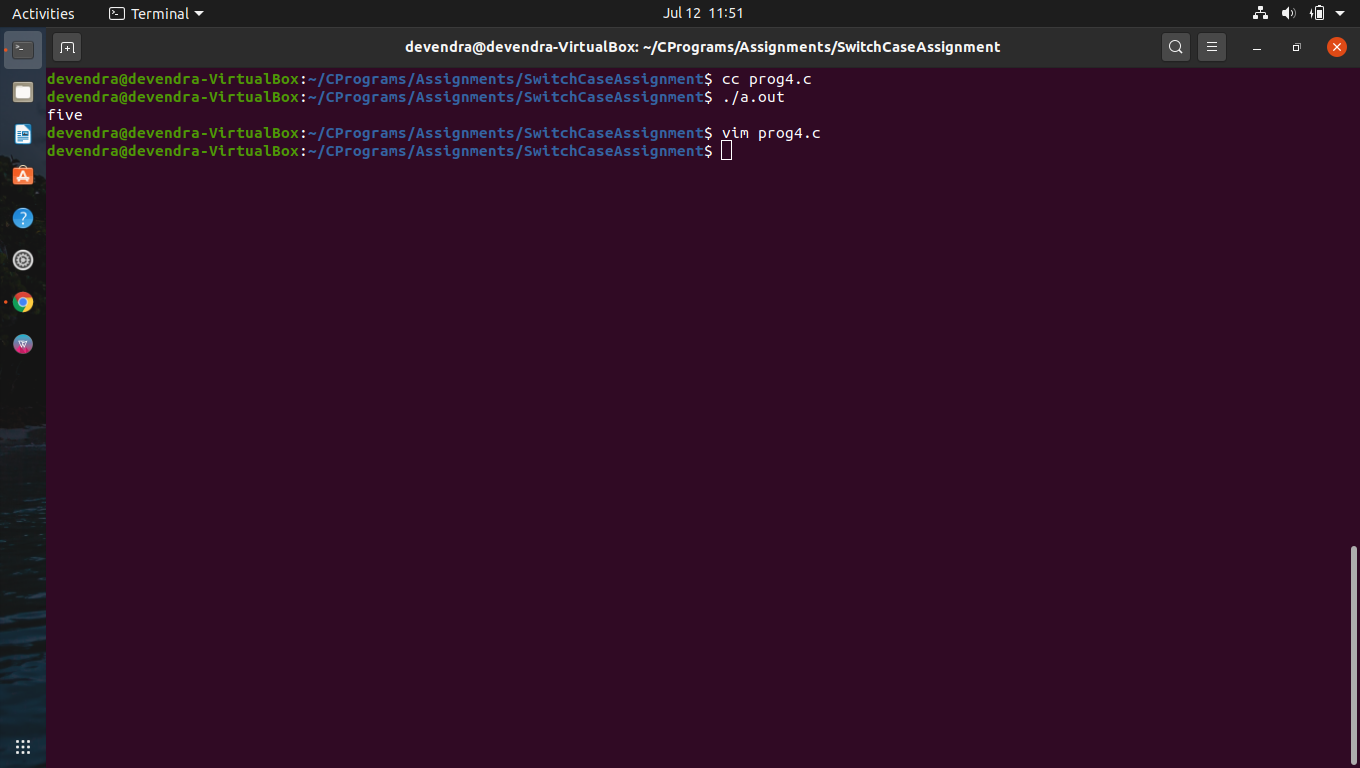 Activities Terminal Jul 12 11:51
devendra@devendra-VirtualBox: ~/CPrograms/Assignments/SwitchCaseAssignment
devendra@devendra-VirtualBox:~/CPrograms/Assignments/SwitchCaseAssignment$ cc prog4.c
devendra@devendra-VirtualBox:~/CPrograms/Assignments/SwitchCaseAssignment$ ./a.out
five
devendra@devendra-VirtualBox:~/CPrograms/Assignments/SwitchCaseAssignment$ vim prog4.c
devendra@devendra-VirtualBox:~/CPrograms/Assignments/SwitchCaseAssignment$